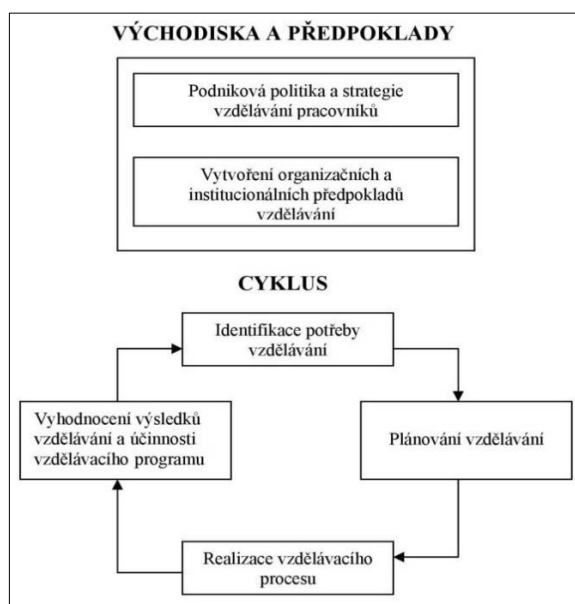 VÝCHODISKA A PŘEDPOKLADY
Podniková politika a strategie
vzdělávání pracovníků
Vytvoření organizačních a
institucionálních předpokladů
vzdělávání
CYKLUS
Identifikace potřeby
vzdělávání
Vyhodnocení výsledků
vzdělávání a účinnosti
vzdělávacího programu
Plánování vzdělávání
Realizace vzdělávacího
procesu